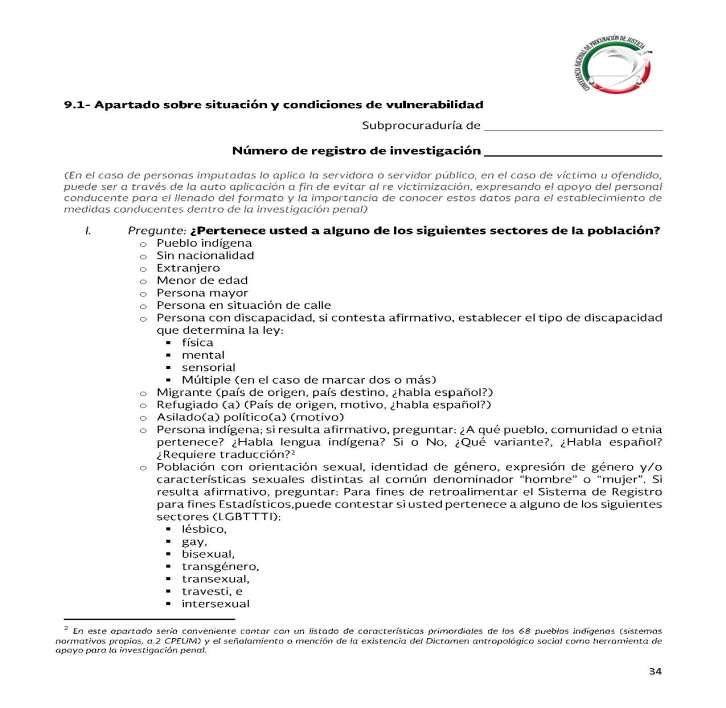 CONFERENCIA NACIONAL DE PROCURACIÓN DE JUSTICIA
9.1- Apartado sobre situación y condiciones de vulnerabilidad
Subprocuraduría de
Número de registro de investigación
(En el caso de personas imputadas lo aplica la servidora o servidor público, en el caso de víctima u ofendido,
puede ser a través de la auto aplicación a fin de evitar al re victimización, expresando el apoyo del personal
conducente para el llenado del formato y la importancia de conocer estos datos para el establecimiento de
medidas conducentes dentro de la investigación penal)
I. Pregunte: ¿Pertenece usted a alguno de los siguientes sectores de la población?
o Pueblo indígena
o Sin nacionalidad
o Extranjero
o Menor de edad
o Persona mayor
o Persona en situación de calle
o Persona con discapacidad, si contesta afirmativo, establecer el tipo de discapacidad
que determina la ley:
▪ física
▪ mental
▪ sensorial
▪ Múltiple (en el caso de marcar dos o más)
o Migrante (país de origen, país destino, ¿habla español?)
o Refugiado (a) (País de origen, motivo, ¿habla español?)
o Asilado(a) político(a) (motivo)
o Persona indígena; si resulta afirmativo, preguntar: ¿A qué pueblo, comunidad o etnia
pertenece? ¿Habla lengua indígena? Si o No, ¿Qué variante?, ¿Habla español?
¿Requiere traducción?²
o Población con orientación sexual, identidad de género, expresión de género y/o
características sexuales distintas al común denominador "hombre" o "mujer". Si
resulta afirmativo, preguntar: Para fines de retroalimentar el Sistema de Registro
para fines Estadísticos,puede contestar si usted pertenece a alguno de los siguientes
sectores (LGBTTTI);
▪ lésbico,
▪ gay,
▪ bisexual,
▪ transgénero,
▪ transexual,
▪ travesti, e
▪ intersexual
² En este apartado sería conveniente contar con un listado de características primordiales de los 68 pueblos indígenas (sistemas
normativos propios, a.2 CPEUM) y el señalamiento o mención de la existencia del Dictamen antropológico social como herramienta de
apoyo para la investigación penal.
34